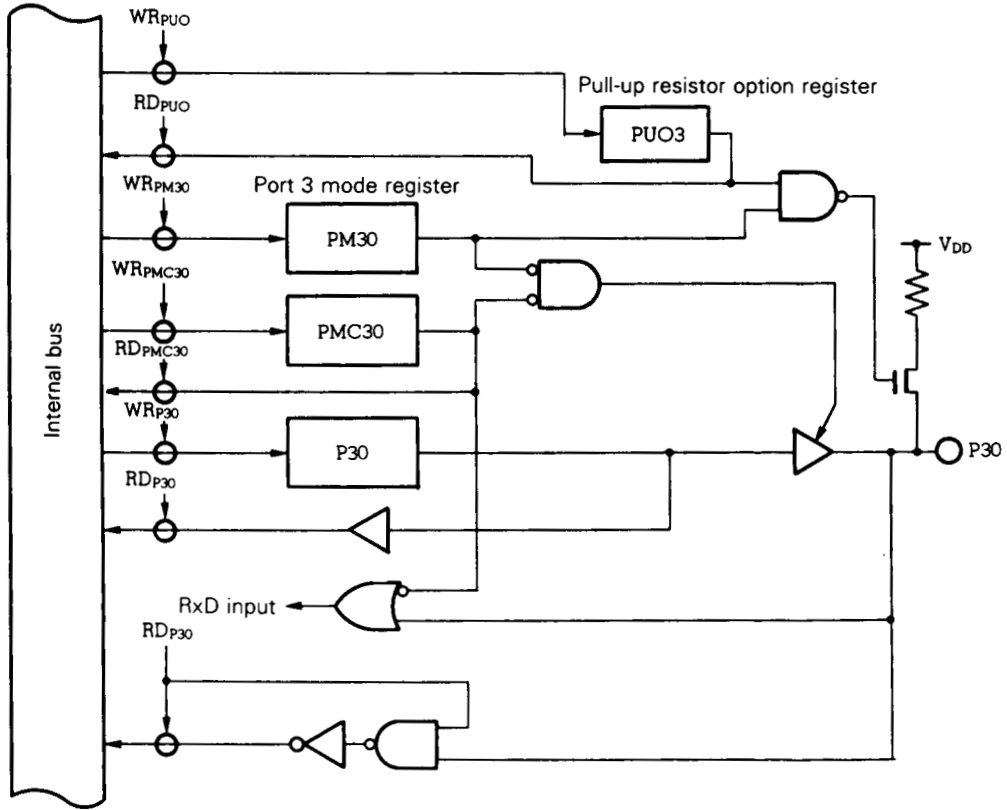 WRPUO
RDPUO
Pull-up resistor option register
PUO3
WRPM30
Port 3 mode register
PM30
VDD
WRPMC30
PMC30
RDPMC30
Internal bus
WRP30
P30
P30
RDP30
RxD input
RDP30